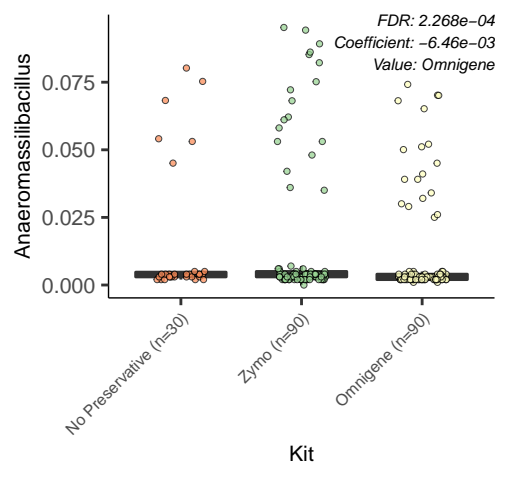 FDR: 2.268e−04
Coefficient: −6.46e−03
Value: Omnigene
Anaeromassilibacillus
0.075
0.050
0.025
0.000
No Preservative (n=30)
Zymo (n=90)
Omnigene (n=90)
Kit